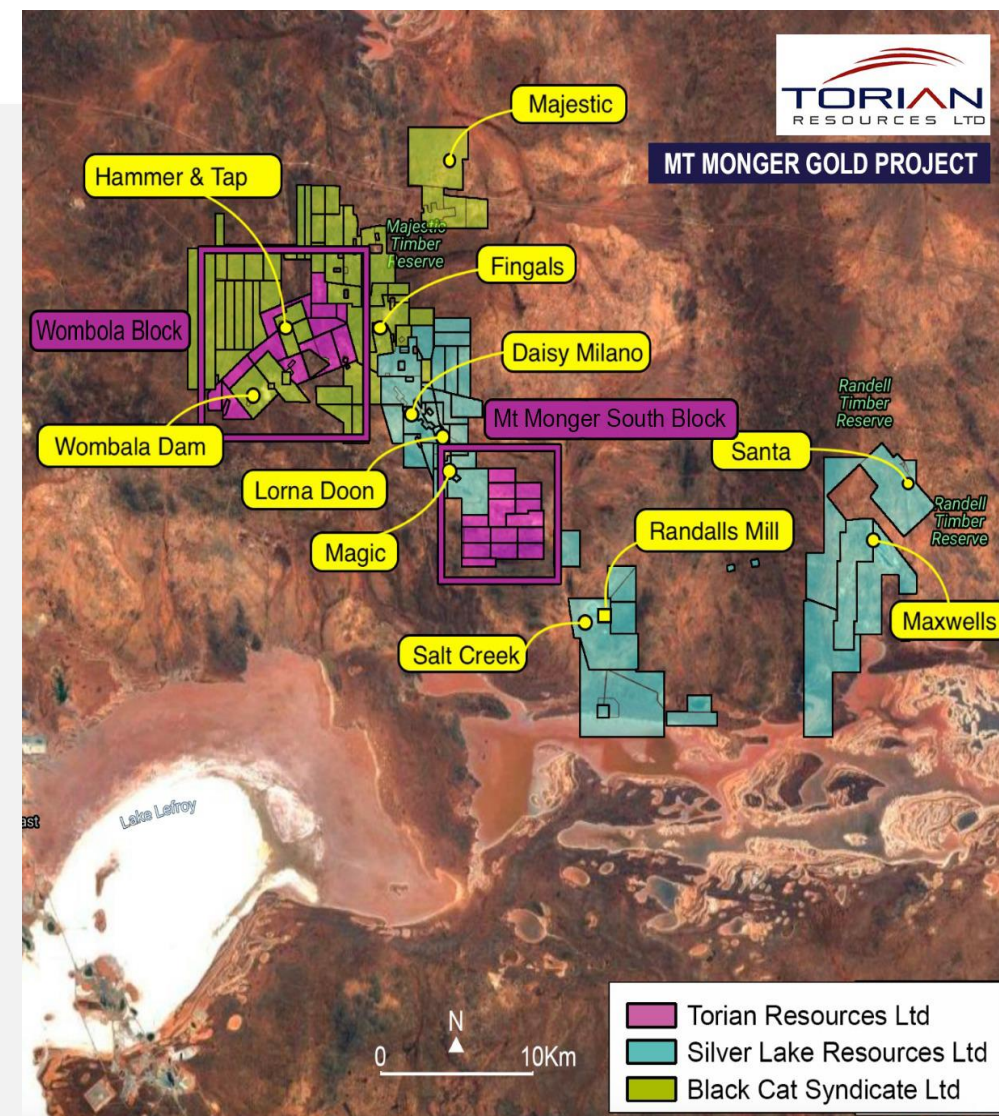 TORIAN
RESOURCES LTD
MT MONGER GOLD PROJECT
Majestic
Hammer & Tap
Majestic
Timber
Reserve
Fingals
Wombola Block
Daisy Milano
Randell
Timber
Reserve
Mt Monger South Block
Wombala Dam
Santa
Lorna Doon
Randell
Timber
Reserve
Randalls Mill
Magic
Maxwells
Salt Creek
Lake Lefroy
ast
N
0 10Km
Torian Resources Ltd
Silver Lake Resources Ltd
Black Cat Syndicate Ltd